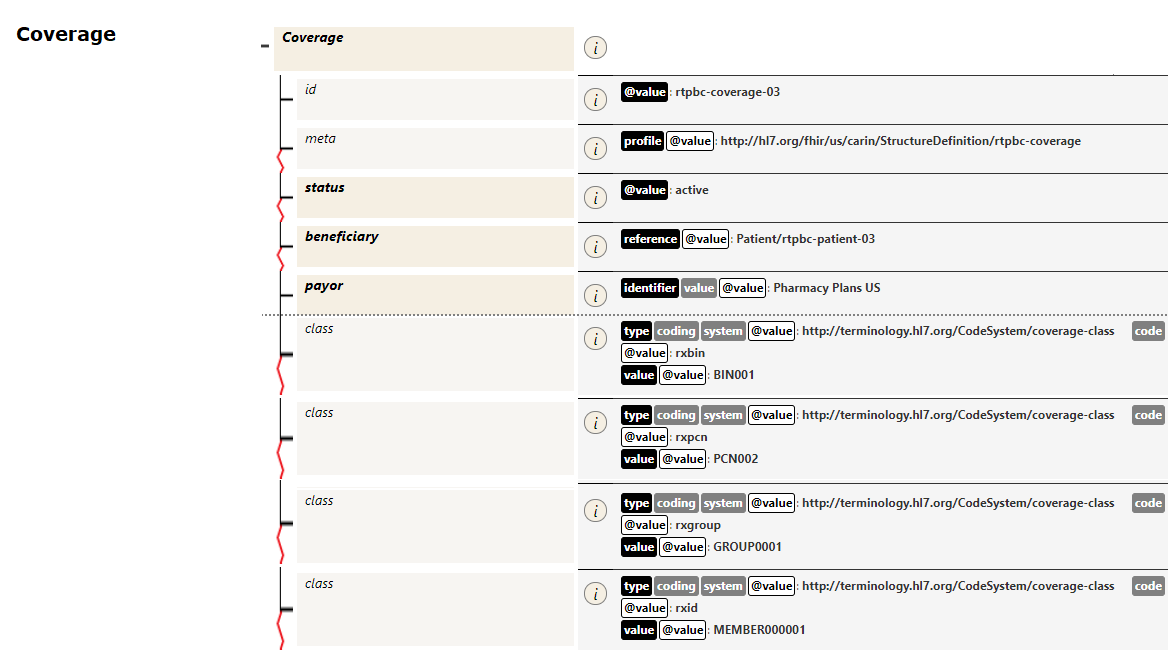 Coverage
Coverage i
id i @value : rtpbc-coverage-03
meta i profile @value : http://hl7.org/fhir/us/carin/StructureDefinition/rtpbc-coverage
status i @value : active
beneficiary i reference @value : Patient/rtpbc-patient-03
payor i identifier value @value : Pharmacy Plans US
class i type coding system @value : http://terminology.hl7.org/CodeSystem/coverage-class code
@value : rxbin
value @value : BIN001
class i type coding system @value : http://terminology.hl7.org/CodeSystem/coverage-class code
@value : rxpcn
value @value : PCN002
class i type coding system @value : http://terminology.hl7.org/CodeSystem/coverage-class code
@value : rxgroup
value @value : GROUP0001
class i type coding system @value : http://terminology.hl7.org/CodeSystem/coverage-class code
@value : rxid
value @value : MEMBER000001